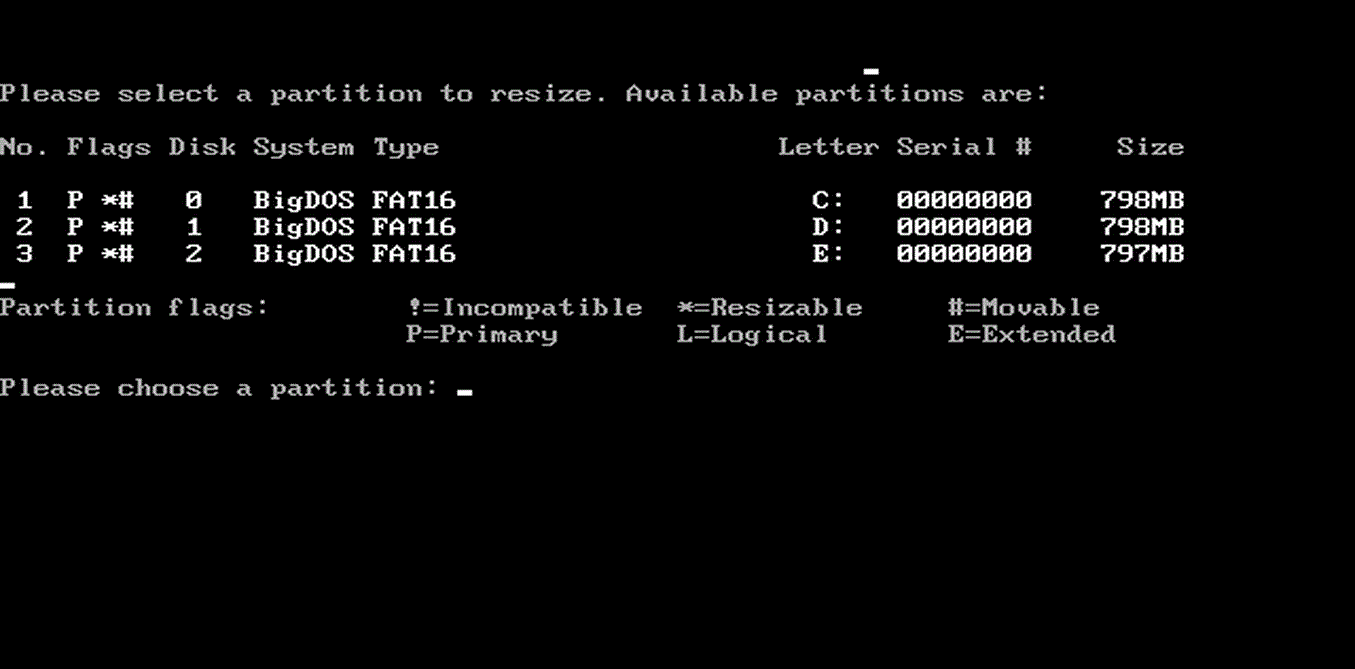 Please select a partition to resize. Available partitions are:
No. Flags Disk System Type Letter Serial # Size
1 P *# 0 BigDOS FAT16 C: 00000000 798MB
2 P *# 1 BigDOS FAT16 D: 00000000 798MB
3 P *# 2 BigDOS FAT16 E: 00000000 797MB
Partition flags: !=Incompatible *=Resizable #=Movable
P=Primary L=Logical E=Extended
Please choose a partition: _